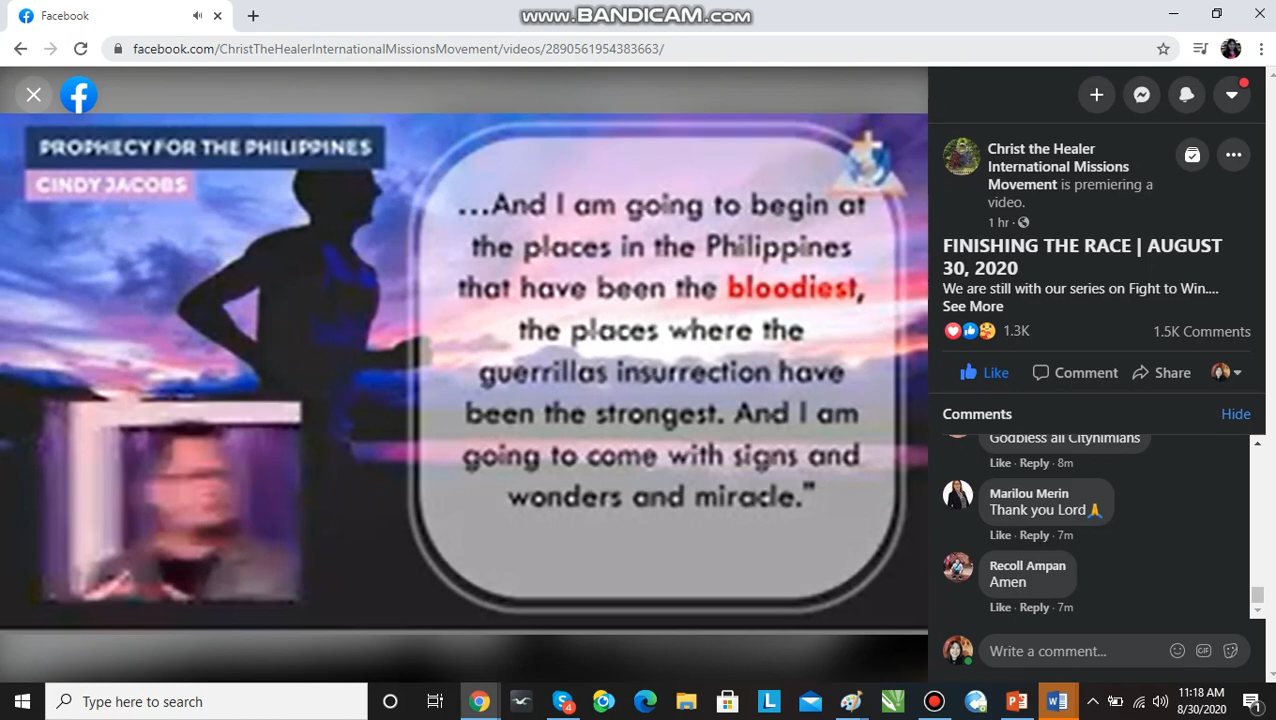 Facebook
www.BANDICAM.com
facebook.com/ChristTheHealerInternationalMissionsMovement/videos/2890561954383663/
PROPHECY FOR THE PHILIPPINES
CINDY JACOBS
...And I am going to begin at
the places in the Philippines
that have been the bloodiest,
the places where the
guerrillas insurrection have
been the strongest. And I am
going to come with signs and
wonders and miracle."
Christ the Healer
International Missions
Movement is premiering a
video.
1 hr
FINISHING THE RACE | AUGUST
30, 2020
We are still with our series on Fight to Win....
See More
1.3K
1.5K Comments
Like
Comment
Share
Comments
Hide
Godbless all Cityhimians
Like · Reply · 8m
Marilou Merin
Thank you Lord🙏
Like · Reply · 7m
Recoll Ampan
Amen
Like · Reply · 7m
Write a comment...
GIF
Type here to search
4
L
11:18 AM
8/30/2020
1